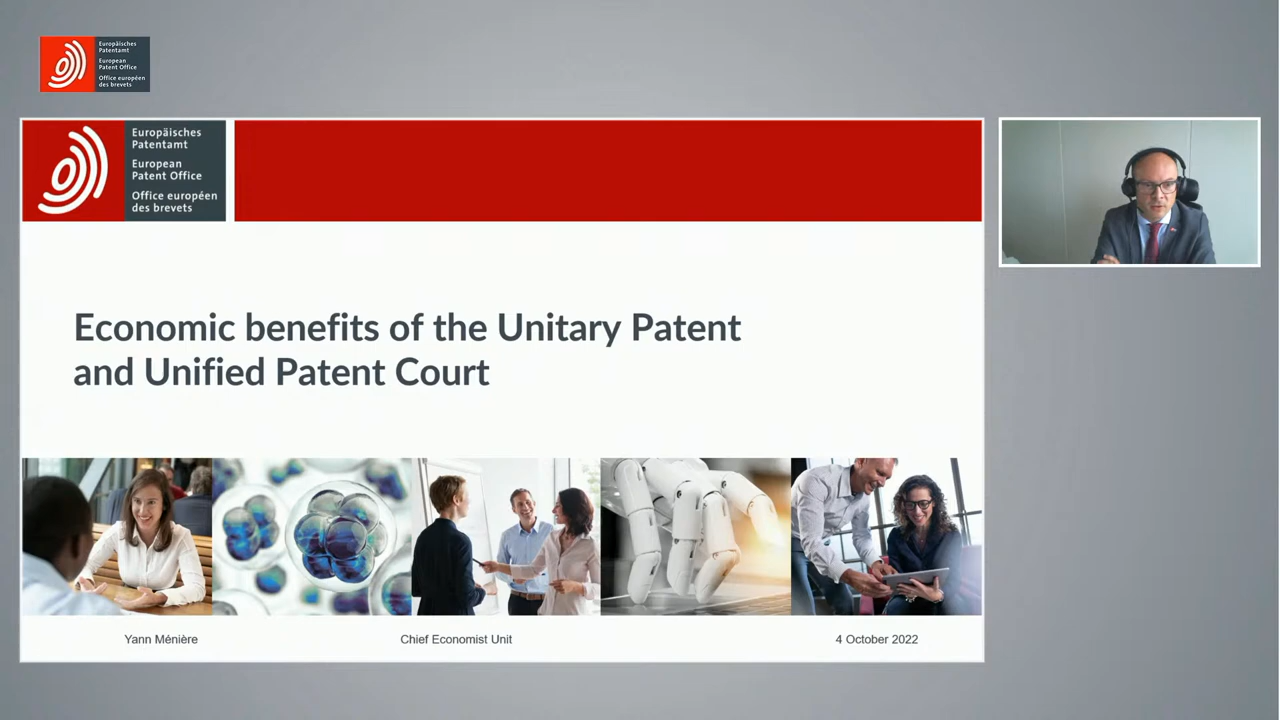 Europäisches
Patentamt
European
Patent Office
Office européen
des brevets
Europäisches
Patentamt
European
Patent Office
Office européen
des brevets
Economic benefits of the Unitary Patent
and Unified Patent Court
Yann Ménière
Chief Economist Unit
4 October 2022